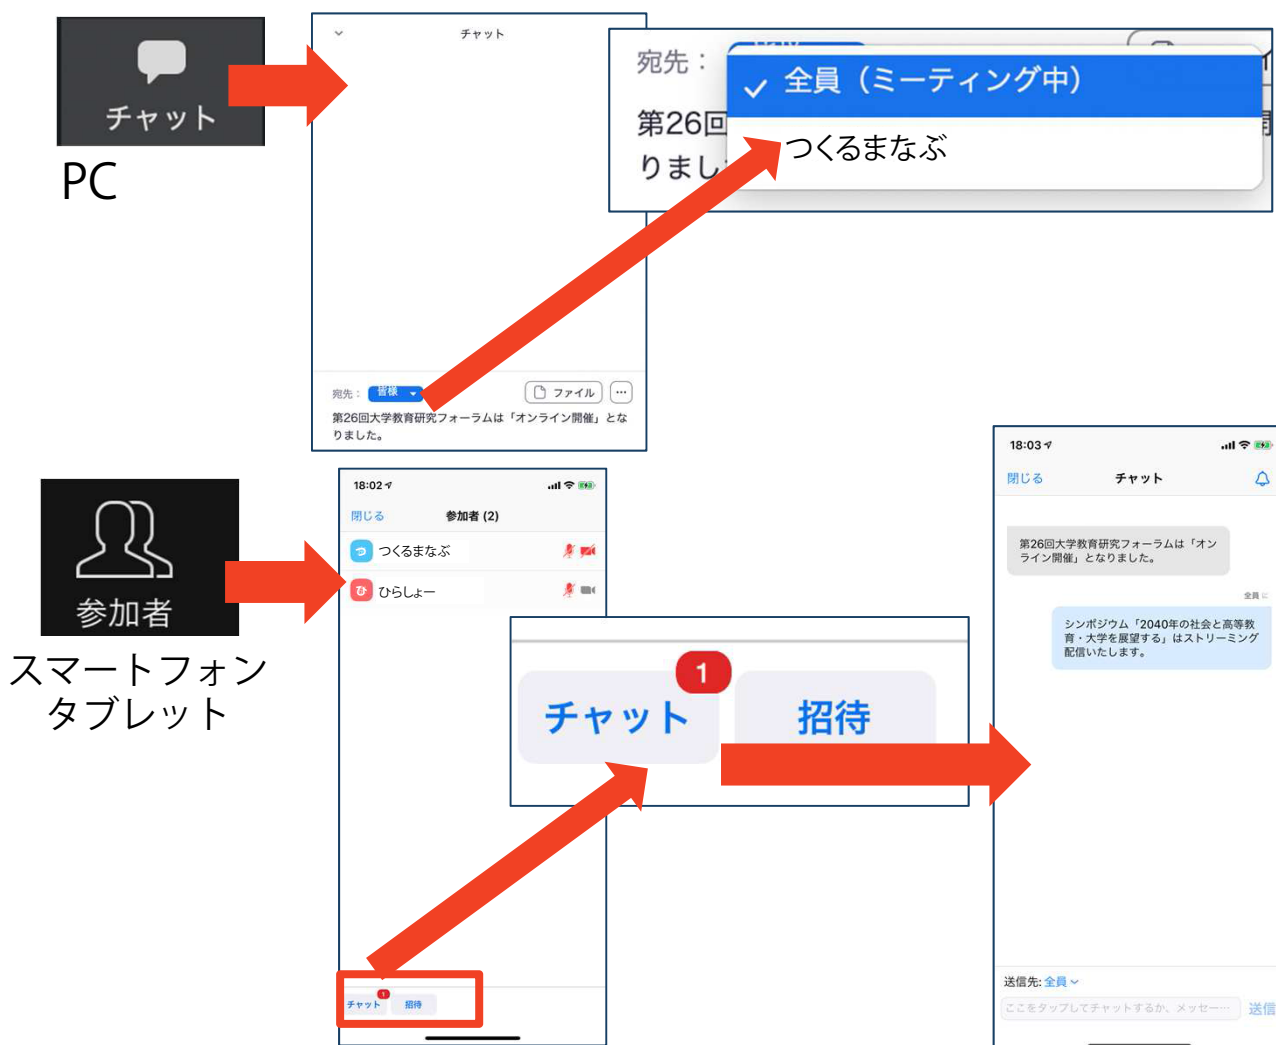 チャット
PC
チャット
宛先：
皆様
ファイル
第26回大学教育研究フォーラムは「オンライン開催」とな
りました。
宛先：
全員（ミーティング中）
第26回
つくるまなぶ
りまし
参加者
スマートフォン
タブレット
18:02
閉じる
参加者 (2)
つ
つくるまなぶ
ひ
ひらしょー
チャット
1
招待
チャット
1
招待
18:03
閉じる
チャット
第26回大学教育研究フォーラムは「オン
ライン開催」となりました。
全員 に
シンポジウム「2040年の社会と高等教
育・大学を展望する」はストリーミング
配信いたします。
送信先: 全員
ここをタップしてチャットするか、メッセー…
送信